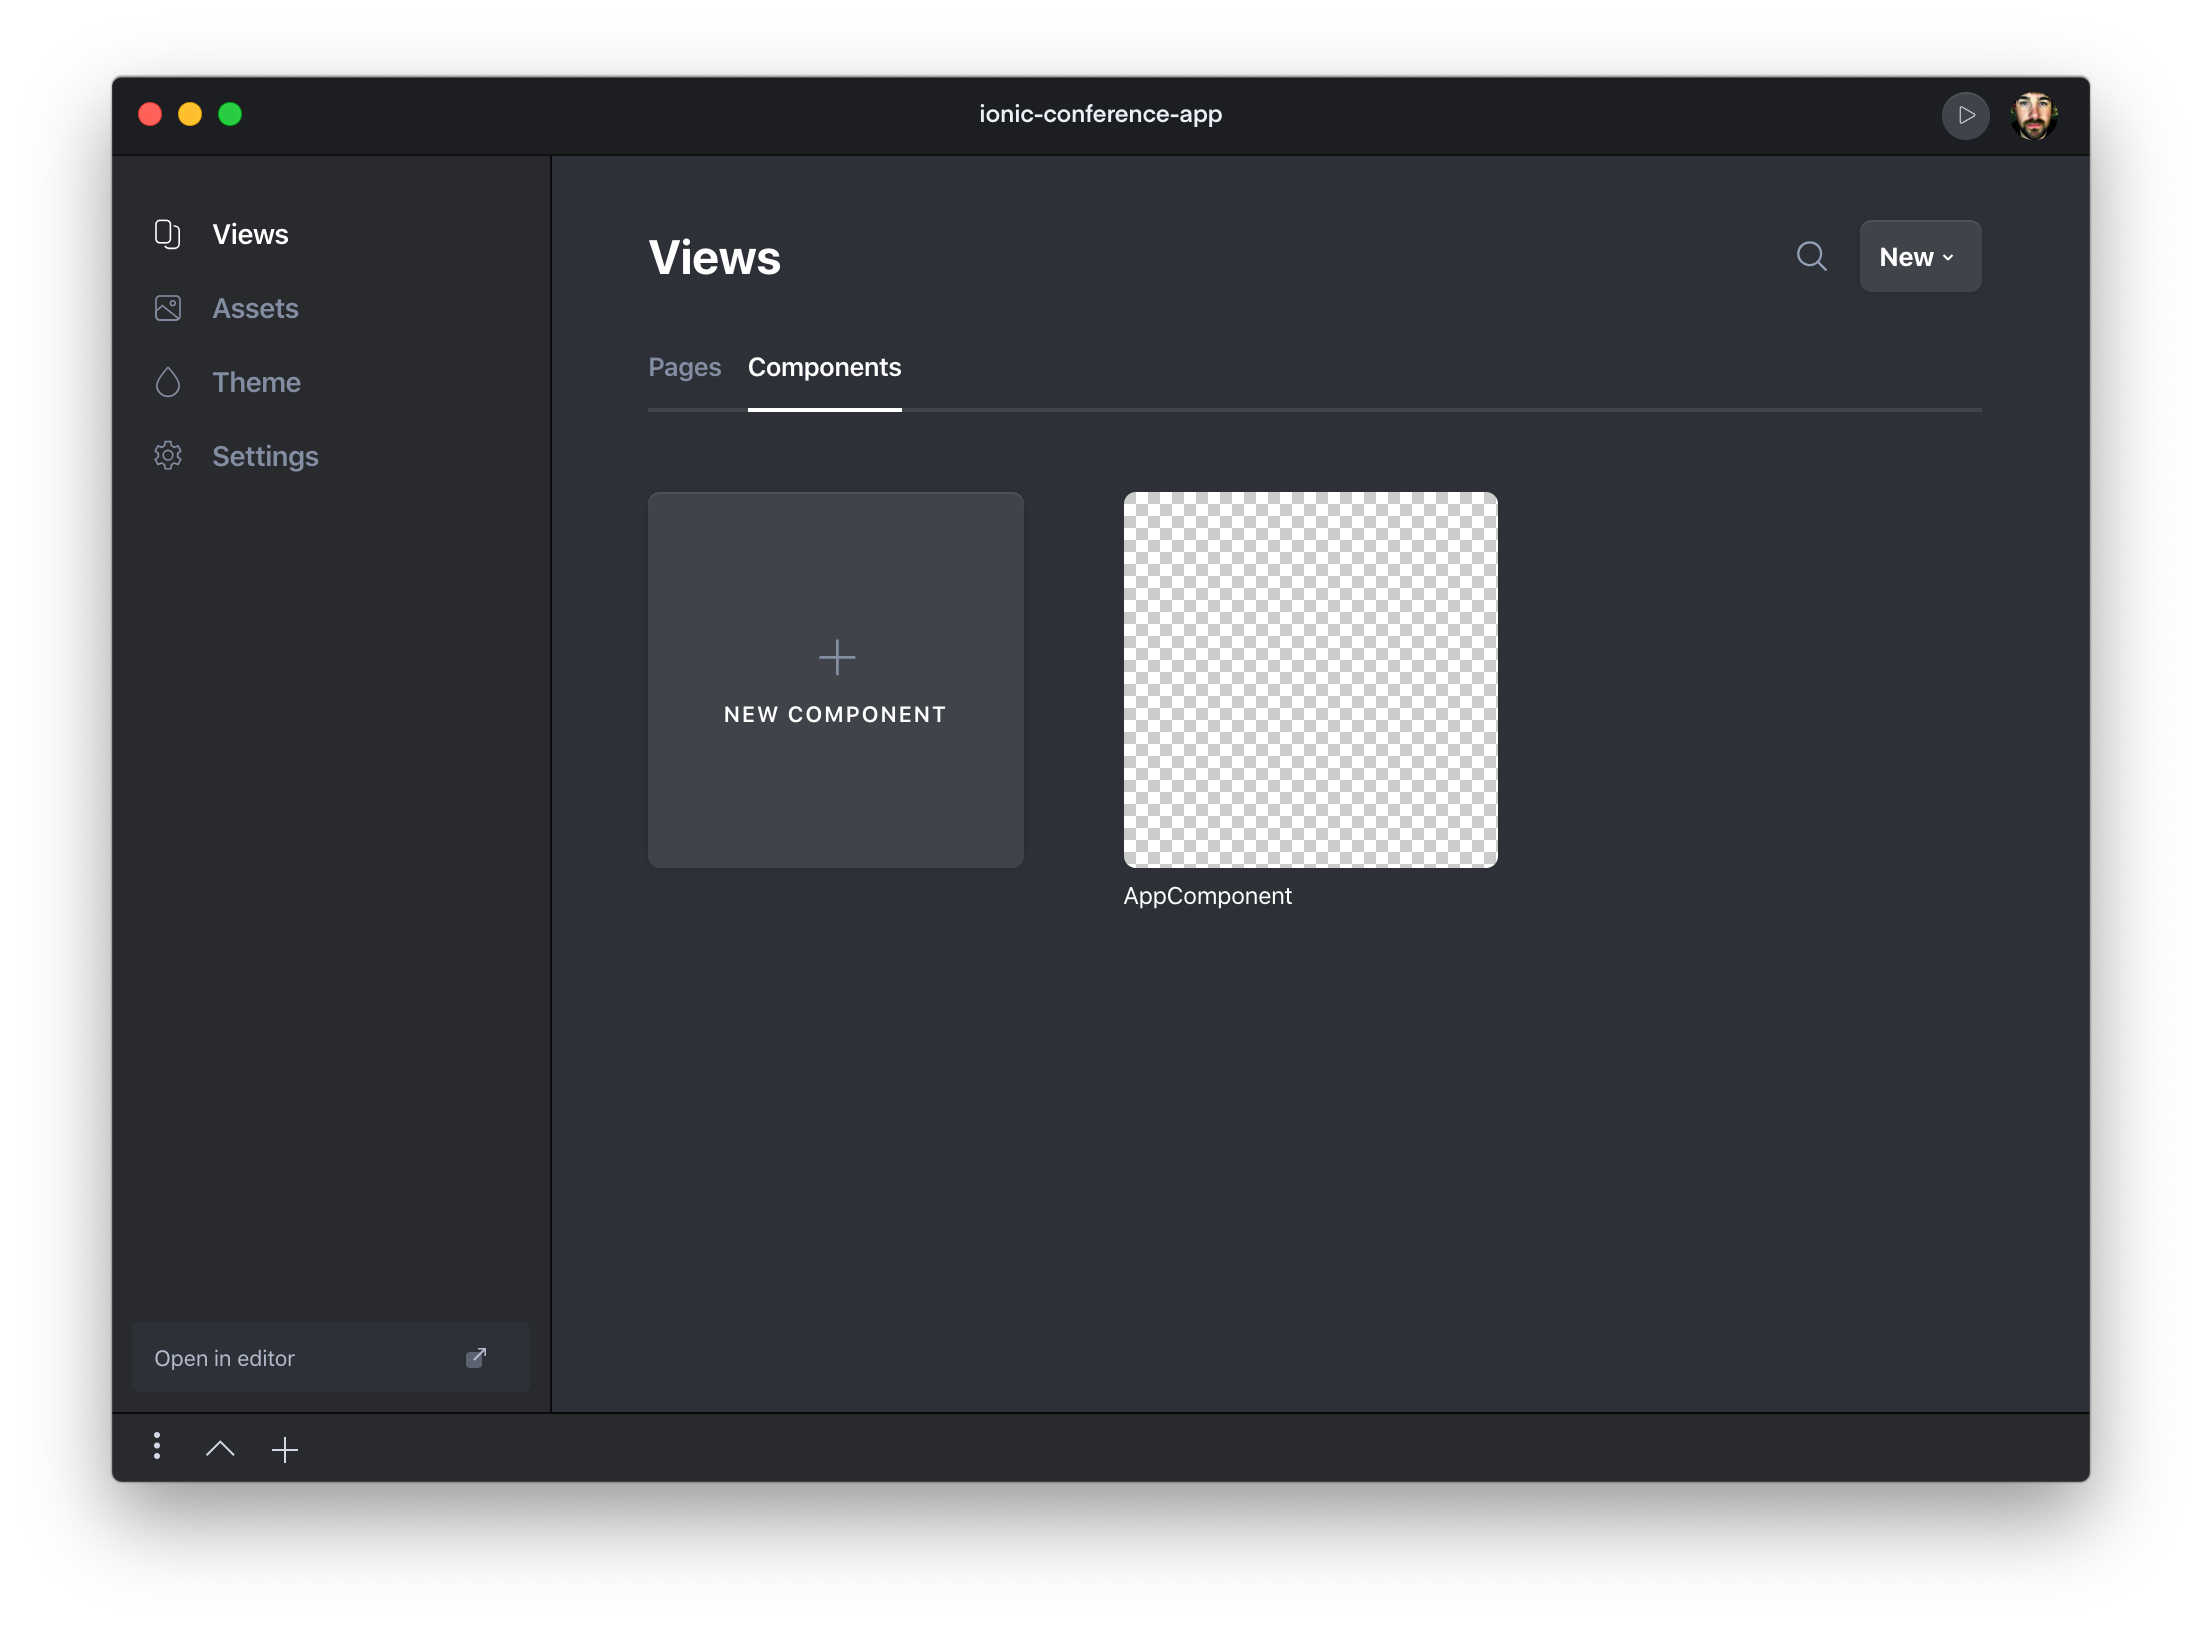 ionic-conference-app
Views
Assets
Theme
Settings
Views
New
Pages Components
NEW COMPONENT
AppComponent
Open in editor